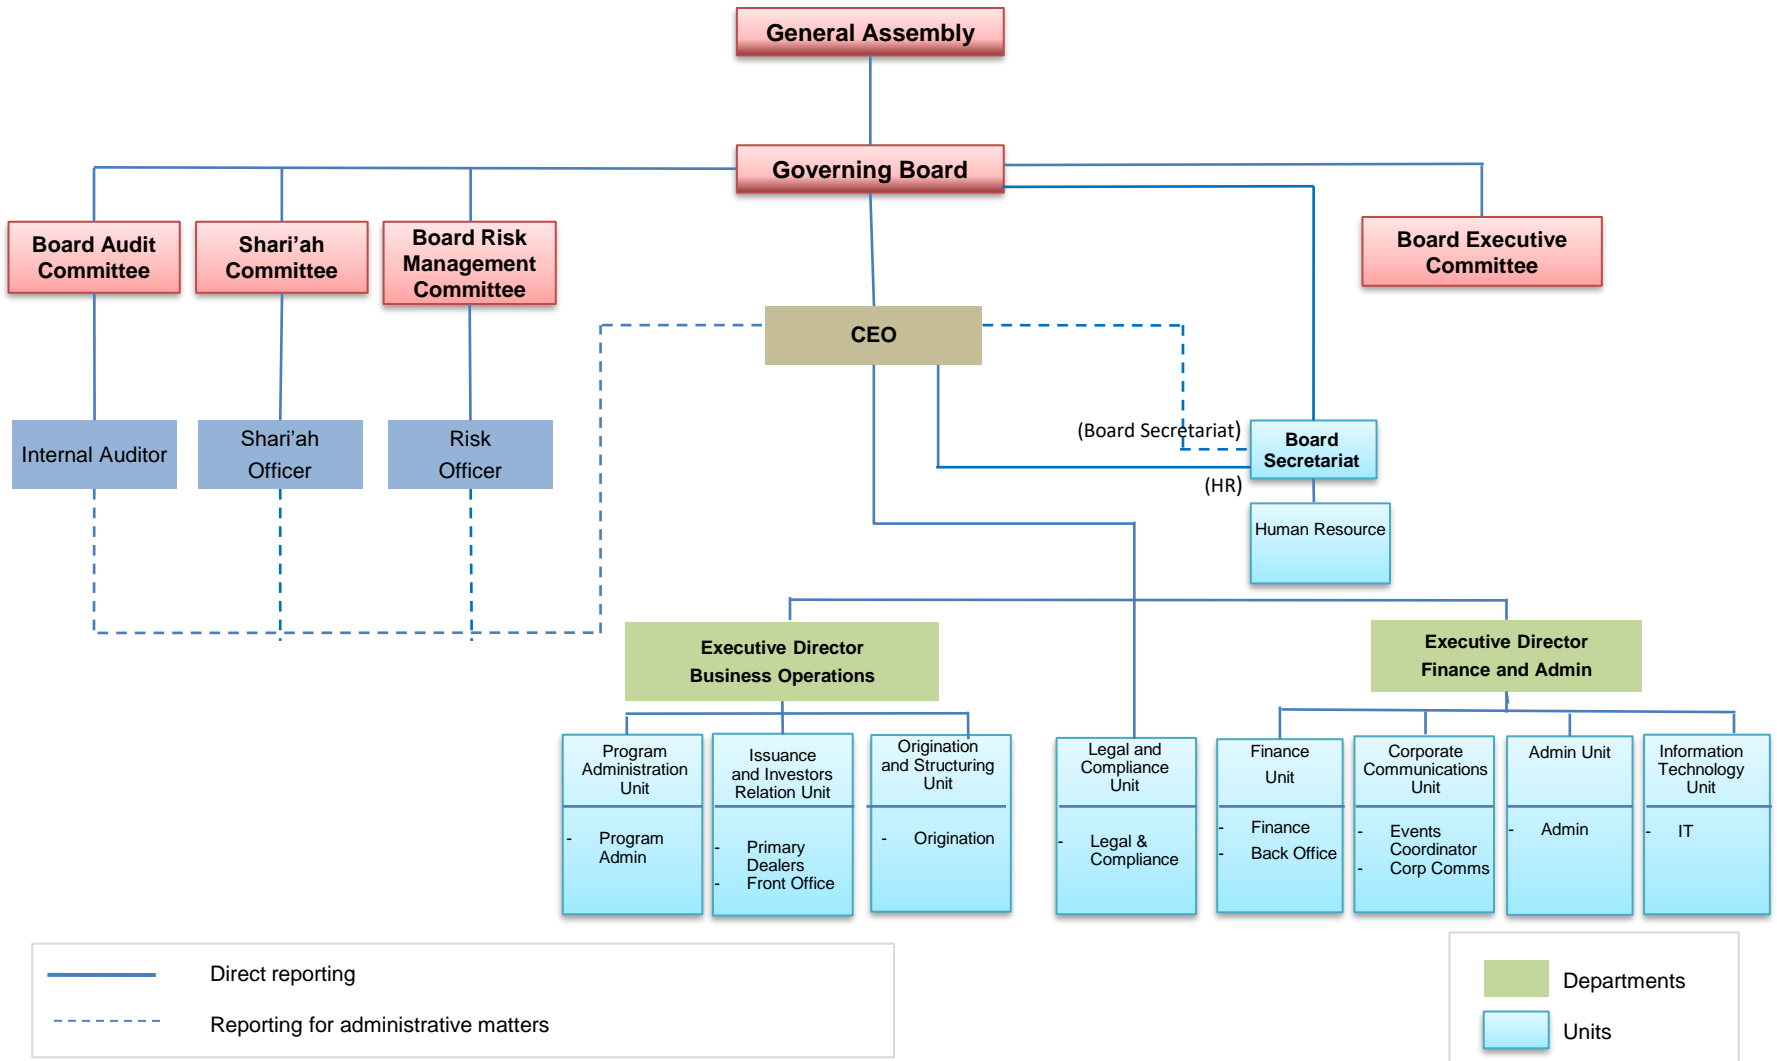 General Assembly
Governing Board
Board Audit
Committee
Shari’ah
Committee
Board Risk
Management
Committee
Board Executive
Committee
CEO
Internal Auditor
Shari’ah
Officer
Risk
Officer
(Board Secretariat)
(HR)
Board
Secretariat
Human Resource
Executive Director
Business Operations
Executive Director
Finance and Admin
Program
Administration
Unit
- Program
Admin
Issuance
and Investors
Relation Unit
- Primary
Dealers
- Front Office
Origination
and Structuring
Unit
- Origination
Legal and
Compliance
Unit
- Legal &
Compliance
Finance
Unit
- Finance
- Back Office
Corporate
Communications
Unit
- Events
Coordinator
- Corp Comms
Admin Unit
- Admin
Information
Technology
Unit
- IT
Direct reporting
Reporting for administrative matters
Departments
Units